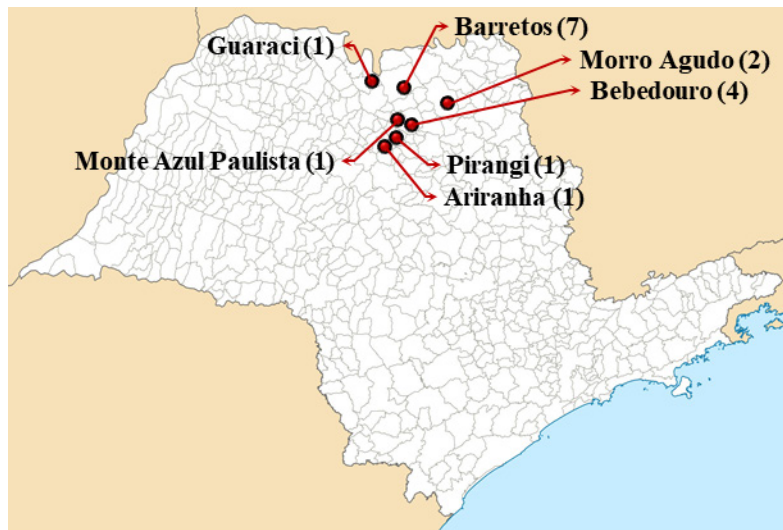 Barretos (7)
Guaraci (1)
Morro Agudo (2)
Bebedouro (4)
Monte Azul Paulista (1)
Pirangi (1)
Ariranha (1)